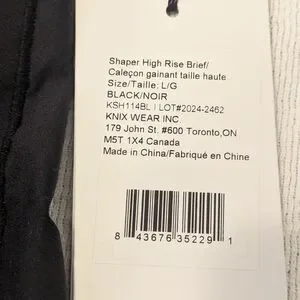 Shaper High Rise Brief/
Caleçon gainant taille haute
Size/Taille: L/G
BLACK/NOIR
KSH114BL | LOT#2024-2462
KNIX WEAR INC.
179 John St. #600 Toronto,ON
M5T 1X4 Canada
Made in China/Fabriqué en Chine
8 43676 35229 1